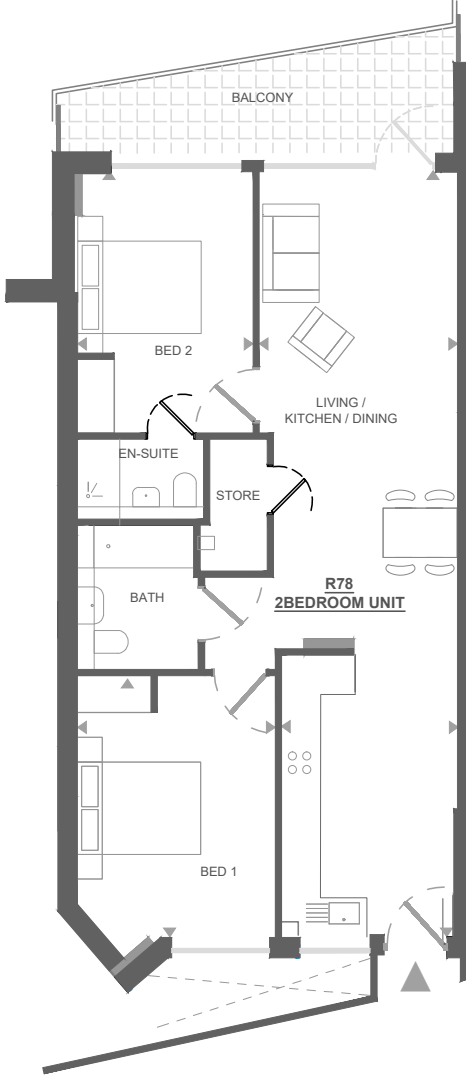 BALCONY
BED 2
LIVING /
KITCHEN / DINING
EN-SUITE
STORE
R78
2BEDROOM UNIT
BATH
BED 1